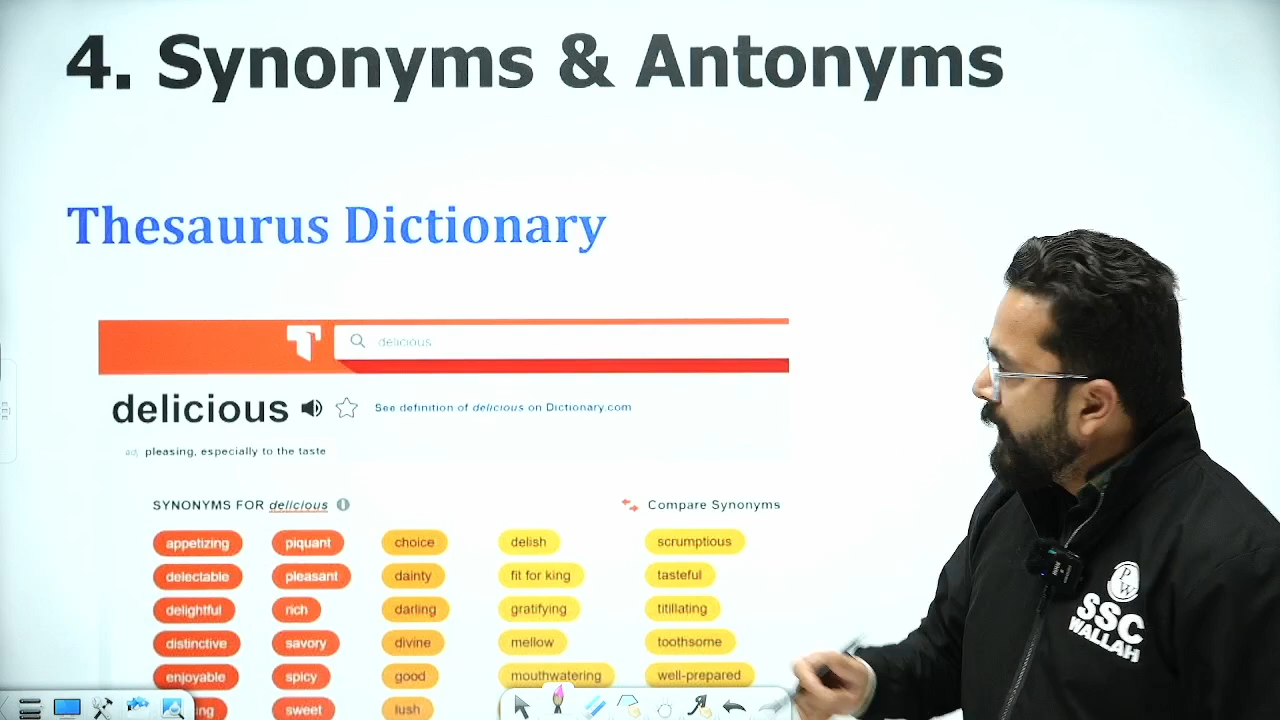 4. Synonyms & Antonyms
Thesaurus Dictionary
delicious
delicious
See definition of delicious on Dictionary.com
adj. pleasing, especially to the taste
SYNONYMS FOR delicious
Compare Synonyms
appetizing piquant choice delish scrumptious
delectable pleasant dainty fit for king tasteful
delightful rich darling gratifying titillating
distinctive savory divine mellow toothsome
enjoyable spicy good mouthwatering well-prepared
sweet lush
PW
SSC
WALLAH